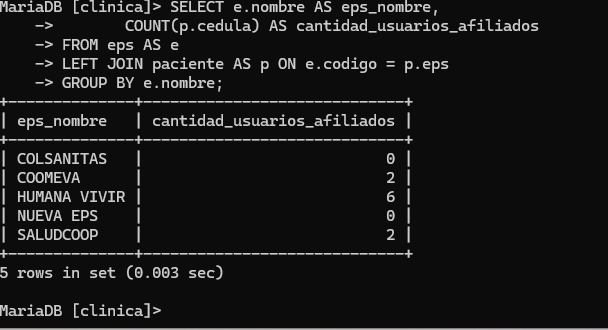 MariaDB [clinica]> SELECT e.nombre AS eps_nombre,
    ->        COUNT(p.cedula) AS cantidad_usuarios_afiliados
    -> FROM eps AS e
    -> LEFT JOIN paciente AS p ON e.codigo = p.eps
    -> GROUP BY e.nombre;
+--------------+-----------------------------+
| eps_nombre   | cantidad_usuarios_afiliados |
+--------------+-----------------------------+
| COLSANITAS   |                           0 |
| COOMEVA      |                           2 |
| HUMANA VIVIR |                           6 |
| NUEVA EPS    |                           0 |
| SALUDCOOP    |                           2 |
+--------------+-----------------------------+
5 rows in set (0.003 sec)

MariaDB [clinica]>